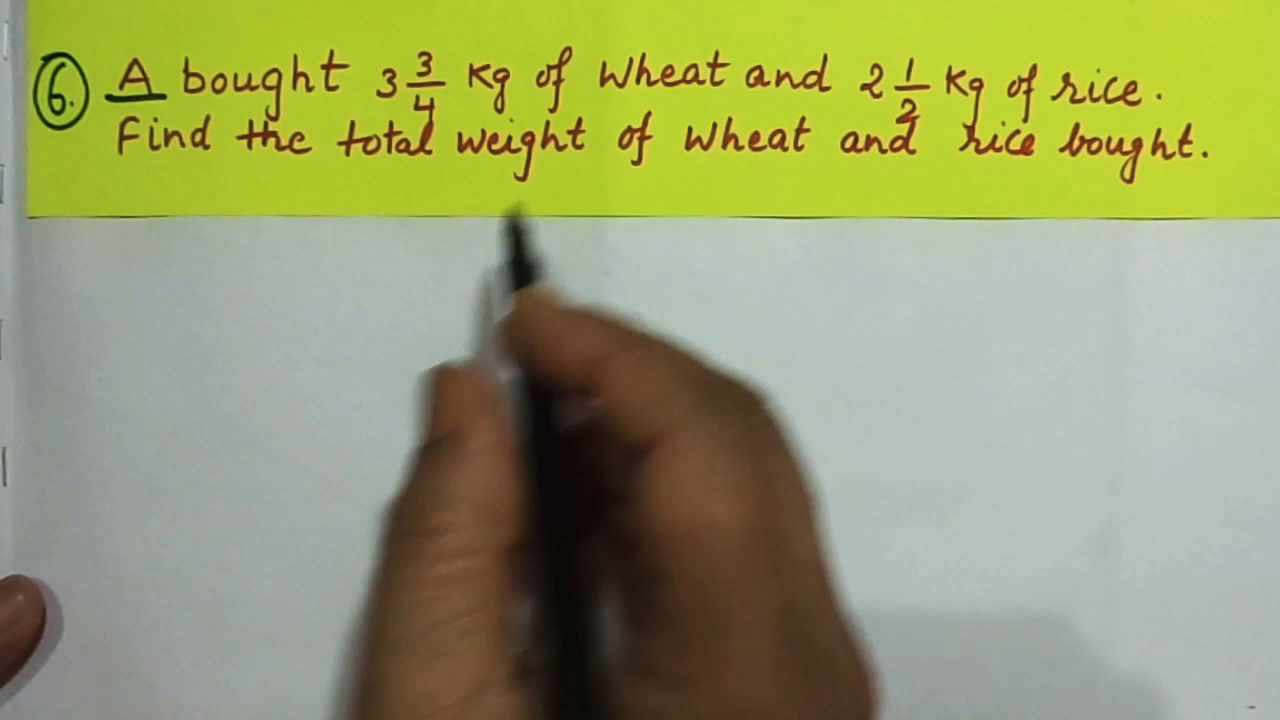 6. A bought 3 3/4 Kg of wheat and 2 1/2 Kg of rice.
Find the total weight of wheat and rice bought.